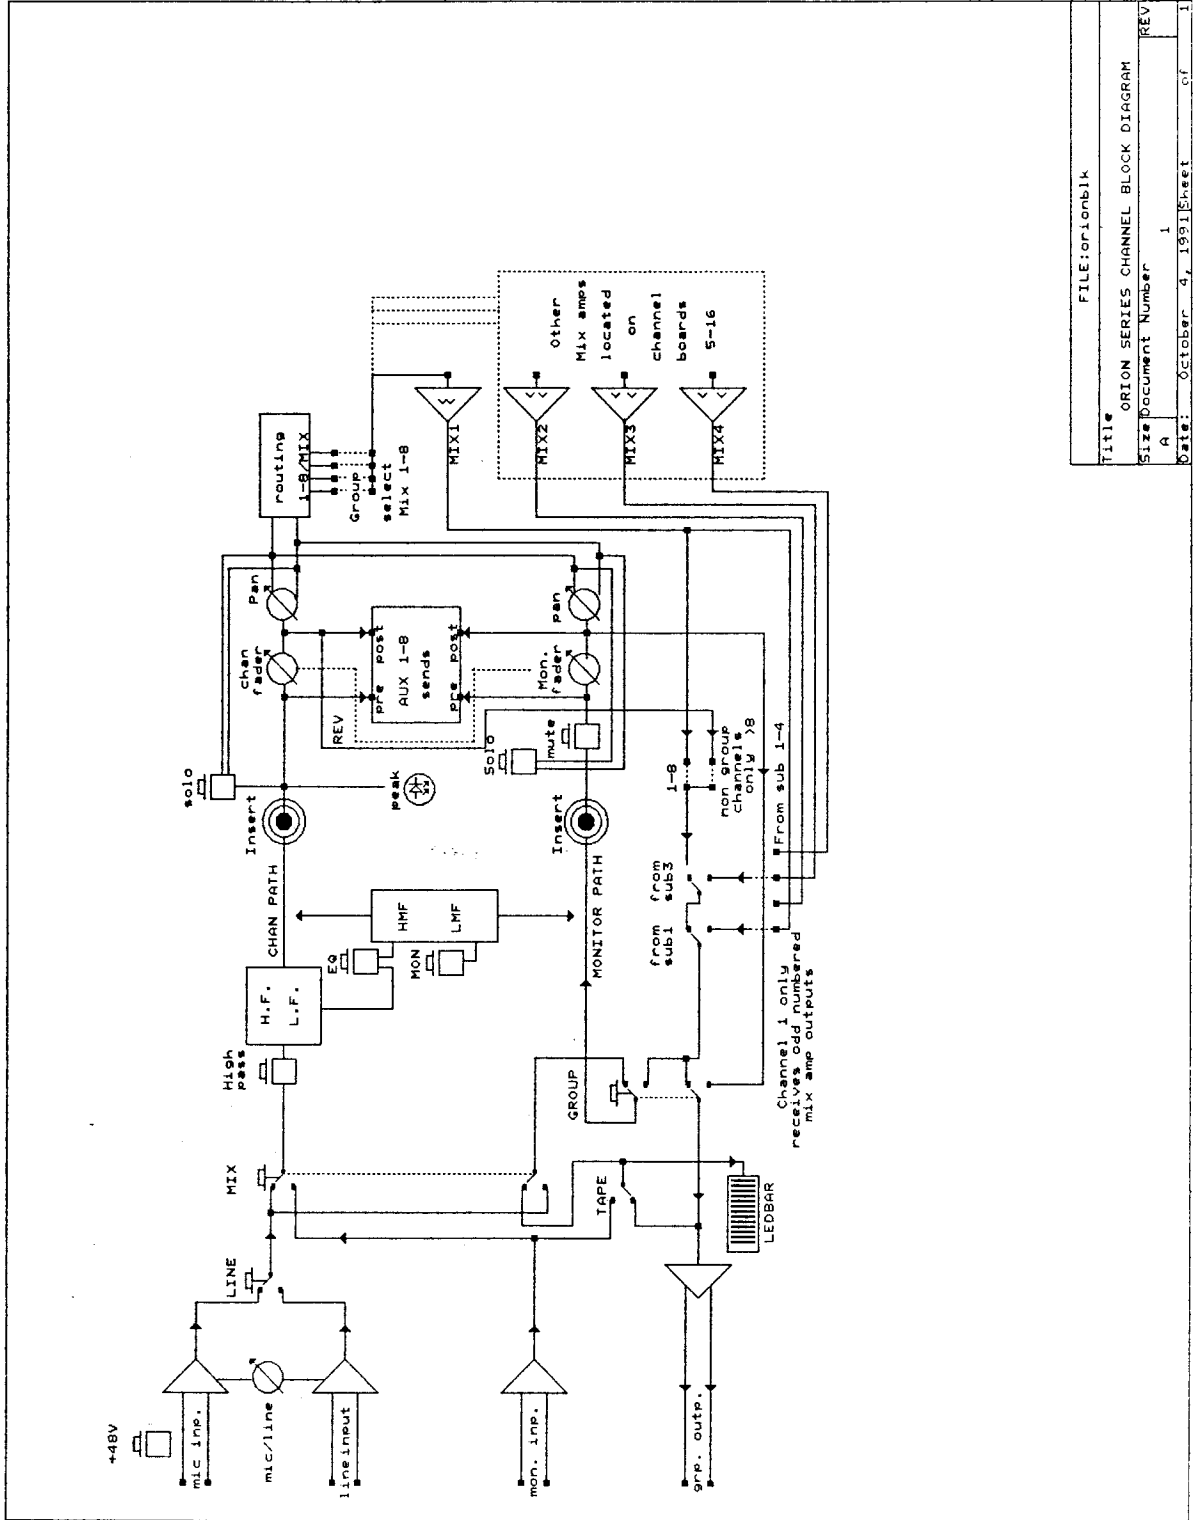 +48V
mic inp.
mic/line
lineinput
LINE
MIX
High
pass
H.F.
L.F.
CHAN PATH
EQ
MON
HMF
LMF
Insert
solo
peak
chan
fader
Pan
REV
pre
post
AUX 1-8
sends
pre
post
routing
1-8/MIX
Group
select
Mix 1-8
mon. inp.
TAPE
GROUP
MONITOR PATH
Insert
Solo
mute
Mon.
fader
pan
MIX1
MIX2
MIX3
MIX4
Other
Mix amps
located
on
channel
boards
5-16
grp. outp.
LEDBAR
from
sub1
from
sub3
1-8
non group
channels
only >8
From sub 1-4
Channel 1 only
receives odd numbered
mix amp outputs
FILE:orionblk
Title
ORION SERIES CHANNEL BLOCK DIAGRAM
Size Document Number REV
A 1
Date: October 4, 1991 Sheet of 1